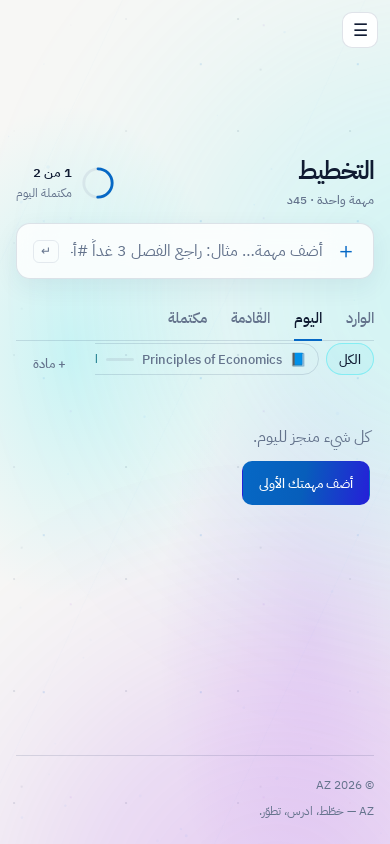 ☰
التخطيط
مهمة واحدة · 45د
1 من 2
مكتملة اليوم
+ أضف مهمة... مثال: راجع الفصل 3 غداً #أ ↵
الوارد اليوم القادمة مكتملة
الكل 📘 Principles of Economics + مادة
كل شيء منجز لليوم.
أضف مهمتك الأولى
© 2026 AZ
AZ — خطّط، ادرس، تطوّر.